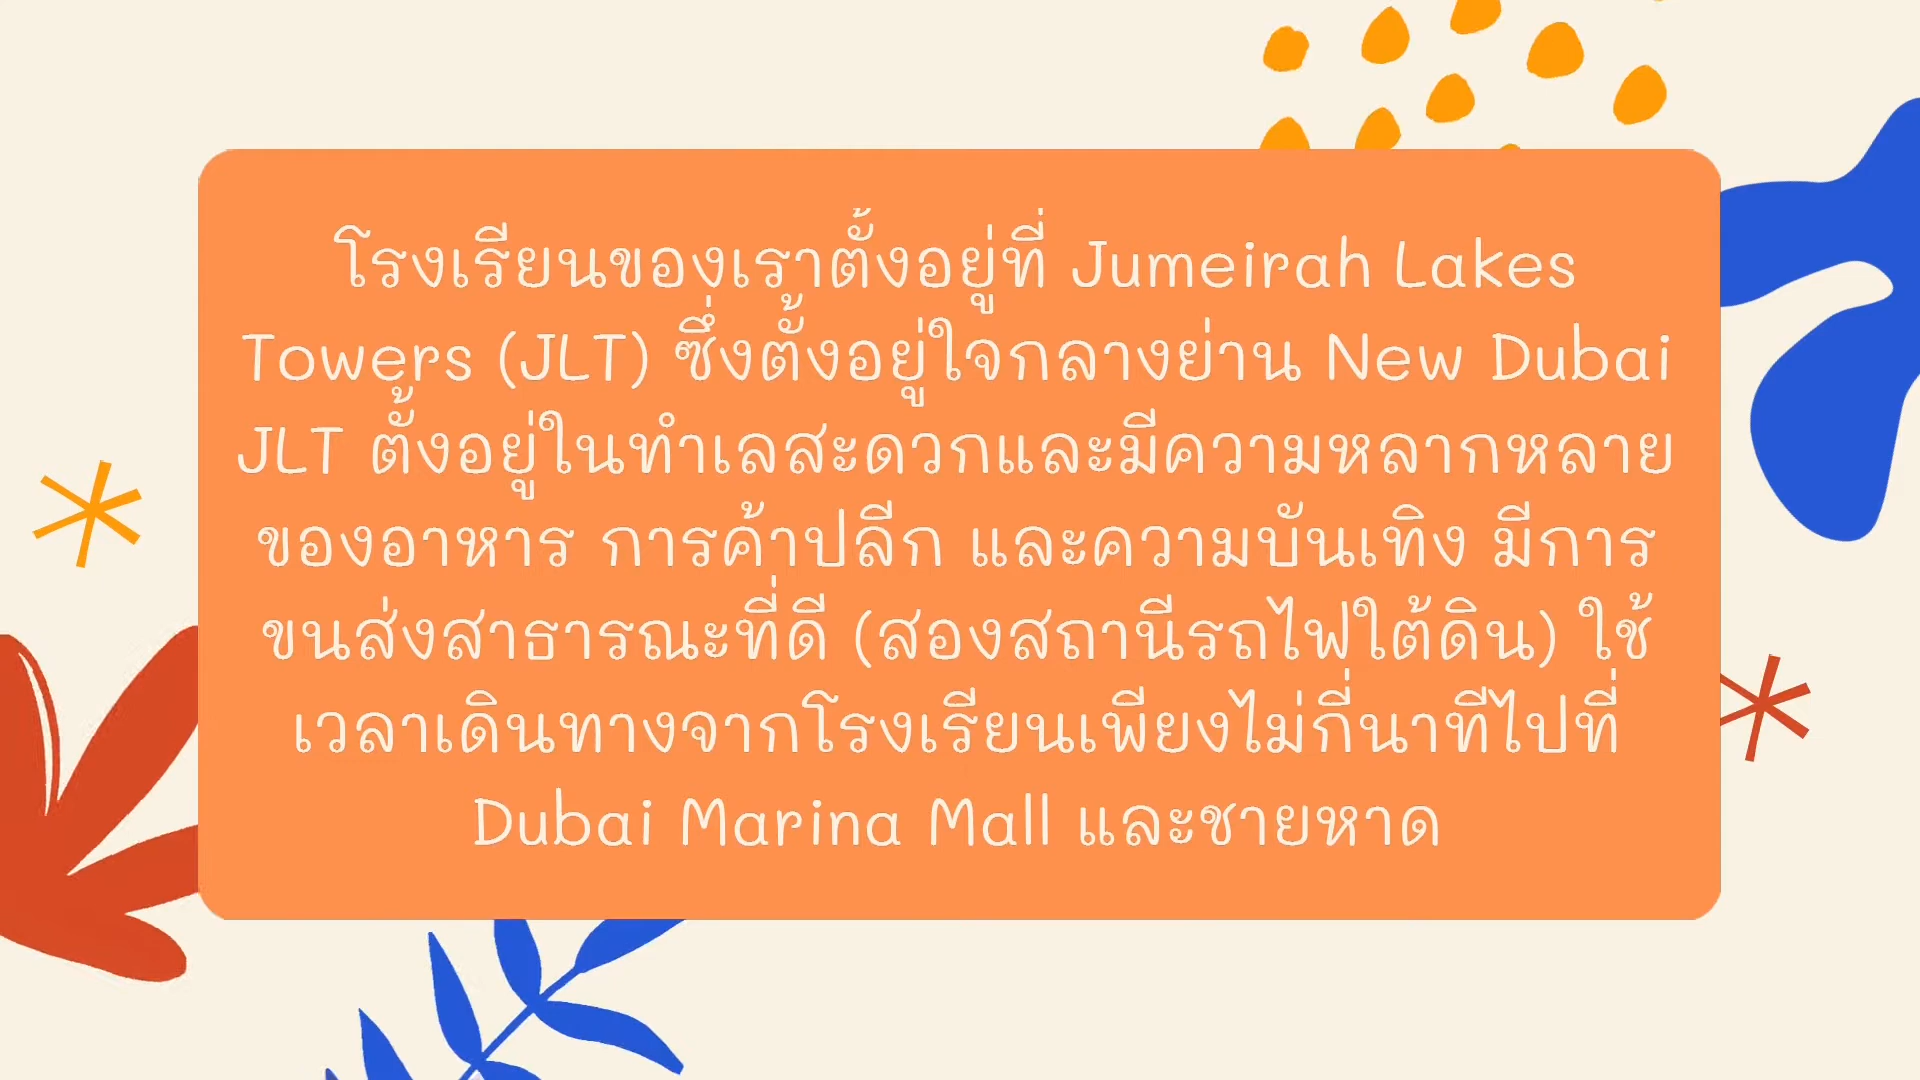 โรงเรียนของเราตั้งอยู่ที่ Jumeirah Lakes
Towers (JLT) ซึ่งตั้งอยู่ใจกลางย่าน New Dubai
JLT ตั้งอยู่ในทำเลสะดวกและมีความหลากหลาย
ของอาหาร การค้าปลีก และความบันเทิง มีการ
ขนส่งสาธารณะที่ดี (สองสถานีรถไฟใต้ดิน) ใช้
เวลาเดินทางจากโรงเรียนเพียงไม่กี่นาทีไปที่
Dubai Marina Mall และชายหาด